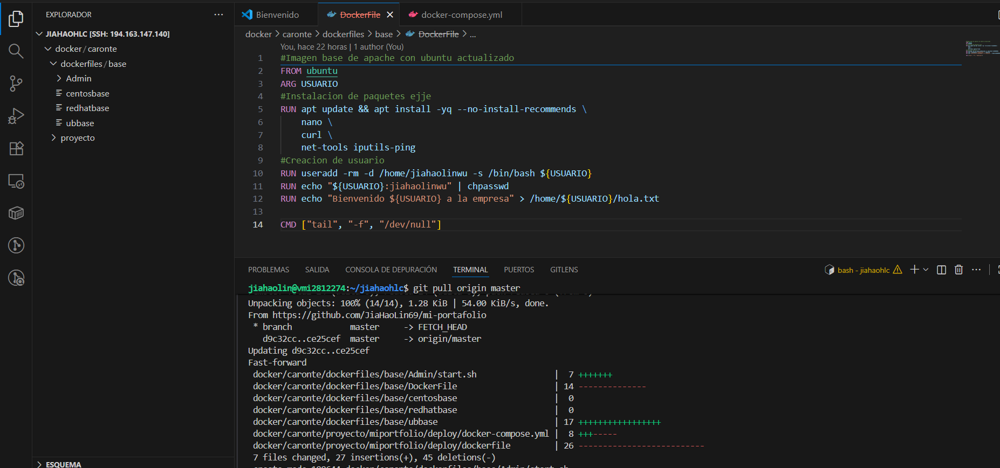 EXPLORADOR
JIAHAOHLC [SSH: 194.163.147.140]
docker / caronte
dockerfiles / base
Admin
centosbase
redhatbase
ubbase
proyecto
ESQUEMA
Bienvenido
DockerFile
docker-compose.yml
docker > caronte > dockerfiles > base > DockerFile > ...
You, hace 22 horas | 1 author (You)
1 #Imagen base de apache con ubuntu actualizado
2 FROM ubuntu
3 ARG USUARIO
4 #Instalacion de paquetes ejje
5 RUN apt update && apt install -yq --no-install-recommends \
6 nano \
7 curl \
8 net-tools iputils-ping
9 #Creacion de usuario
10 RUN useradd -rm -d /home/jiahaolinwu -s /bin/bash ${USUARIO}
11 RUN echo "${USUARIO}:jiahaolinwu" | chpasswd
12 RUN echo "Bienvenido ${USUARIO} a la empresa" > /home/${USUARIO}/hola.txt
13
14 CMD ["tail", "-f", "/dev/null"]
PROBLEMAS SALIDA CONSOLA DE DEPURACIÓN TERMINAL PUERTOS GITLENS
bash - jiahaohlc
jiahaolin@vmi2812274:~/jiahaohlc$ git pull origin master
Unpacking objects: 100% (14/14), 1.28 KiB | 54.00 KiB/s, done.
From https://github.com/JiaHaoLin69/mi-portafolio
* branch master -> FETCH_HEAD
d9c32cc..ce25cef master -> origin/master
Updating d9c32cc..ce25cef
Fast-forward
docker/caronte/dockerfiles/base/Admin/start.sh | 7 +++++++
docker/caronte/dockerfiles/base/DockerFile | 14 --------------
docker/caronte/dockerfiles/base/centosbase | 0
docker/caronte/dockerfiles/base/redhatbase | 0
docker/caronte/dockerfiles/base/ubbase | 17 +++++++++++++++++
docker/caronte/proyecto/miportfolio/deploy/docker-compose.yml | 8 +++-----
docker/caronte/proyecto/miportfolio/deploy/dockerfile | 26 --------------------------
7 files changed, 27 insertions(+), 45 deletions(-)